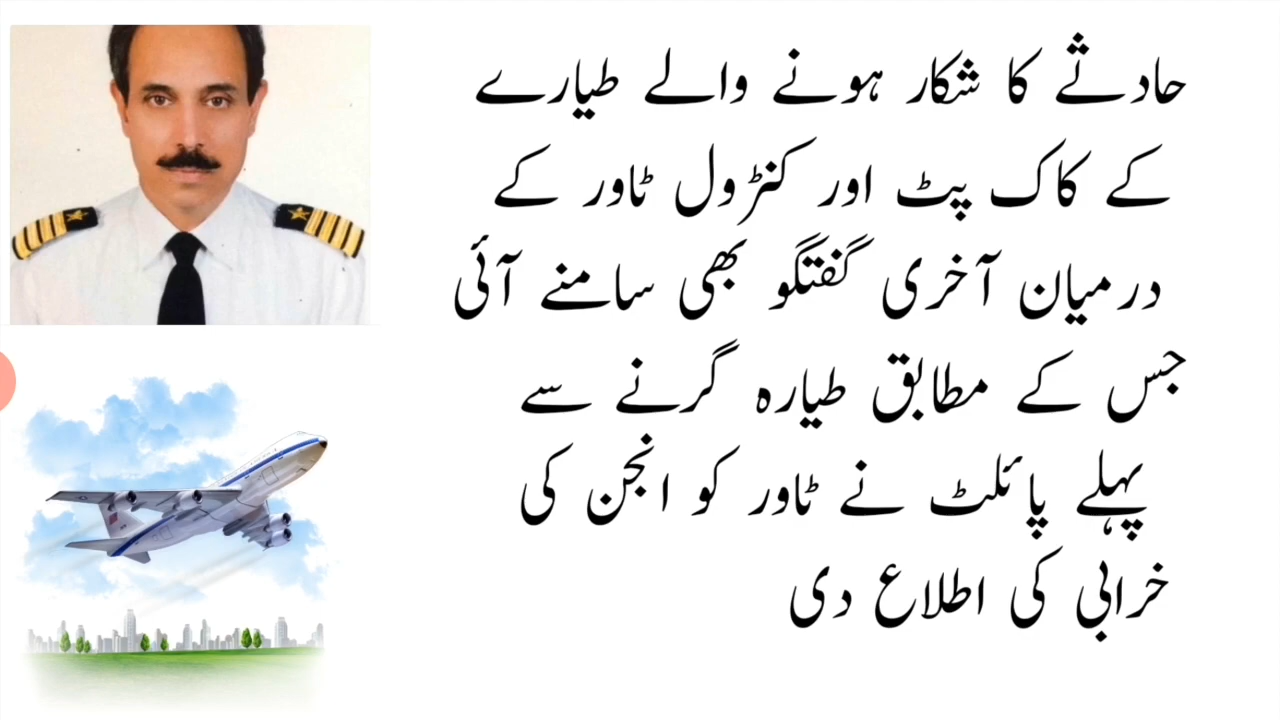 حادثے کا شکار ہونے والے طیارے
کے کاک پٹ اور کنٹرول ٹاور کے
درمیان آخری گفتگو بھی سامنے آئی
جس کے مطابق طیارہ گرنے سے
پہلے پائلٹ نے ٹاور کو انجن کی
خرابی کی اطلاع دی